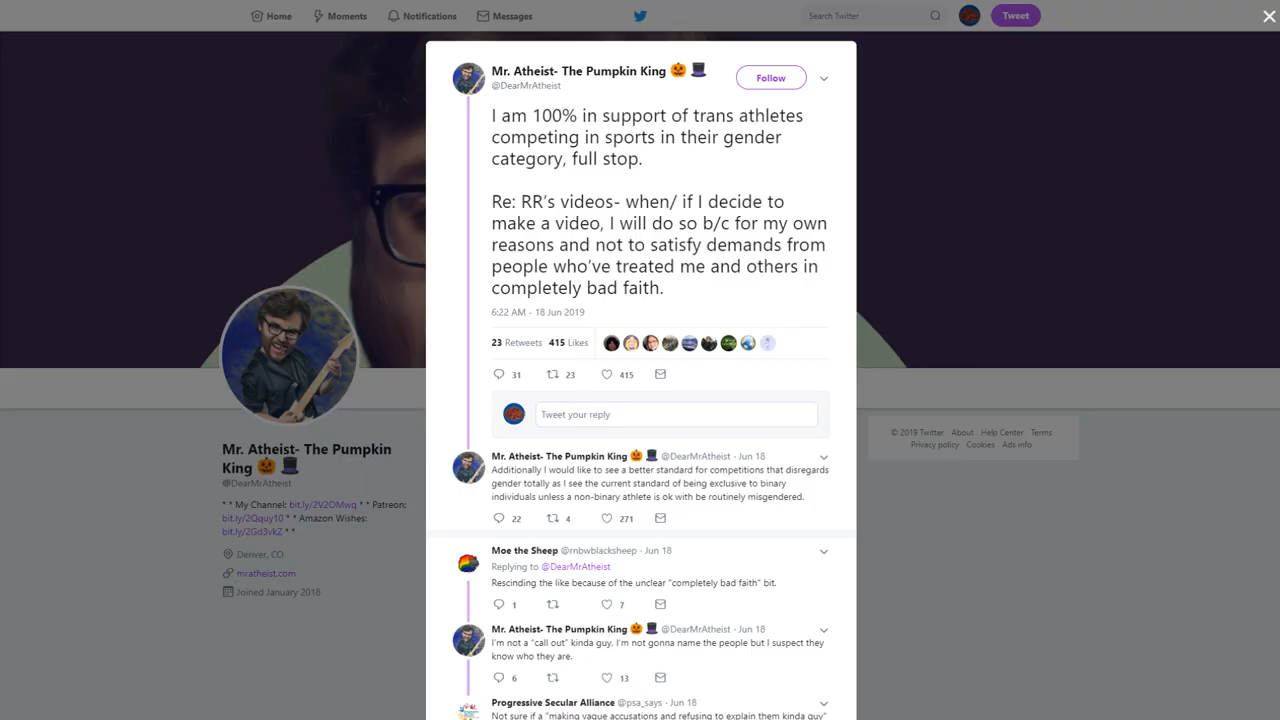 Home
Moments
Notifications
Messages
Search Twitter
Tweet
Mr. Atheist- The Pumpkin King 🎃 🎩
@DearMrAtheist
Follow
I am 100% in support of trans athletes
competing in sports in their gender
category, full stop.
Re: RR's videos- when/ if I decide to
make a video, I will do so b/c for my own
reasons and not to satisfy demands from
people who've treated me and others in
completely bad faith.
6:22 AM - 18 Jun 2019
23 Retweets 415 Likes
31 23 415
Tweet your reply
Mr. Atheist- The Pumpkin King 🎃 🎩 @DearMrAtheist · Jun 18
Additionally I would like to see a better standard for competitions that disregards
gender totally as I see the current standard of being exclusive to binary
individuals unless a non-binary athlete is ok with be routinely misgendered.
22 4 271
Moe the Sheep @rnbwblacksheep · Jun 18
Replying to @DearMrAtheist
Rescinding the like because of the unclear "completely bad faith" bit.
1 7
Mr. Atheist- The Pumpkin King 🎃 🎩 @DearMrAtheist · Jun 18
I'm not a "call out" kinda guy, I'm not gonna name the people but I suspect they
know who they are.
6 13
Progressive Secular Alliance @psa_says · Jun 18
Not sure if a "making vague accusations and refusing to explain them kinda guy"
Mr. Atheist- The Pumpkin
King 🎃 🎩
@DearMrAtheist
* * My Channel: bit.ly/2V2OMwq * Patreon:
bit.ly/2Qquy10 * * Amazon Wishes:
bit.ly/2Gd3vkZ * *
Denver, CO
mratheist.com
Joined January 2018
© 2019 Twitter About Help Center Terms
Privacy policy Cookies Ads info